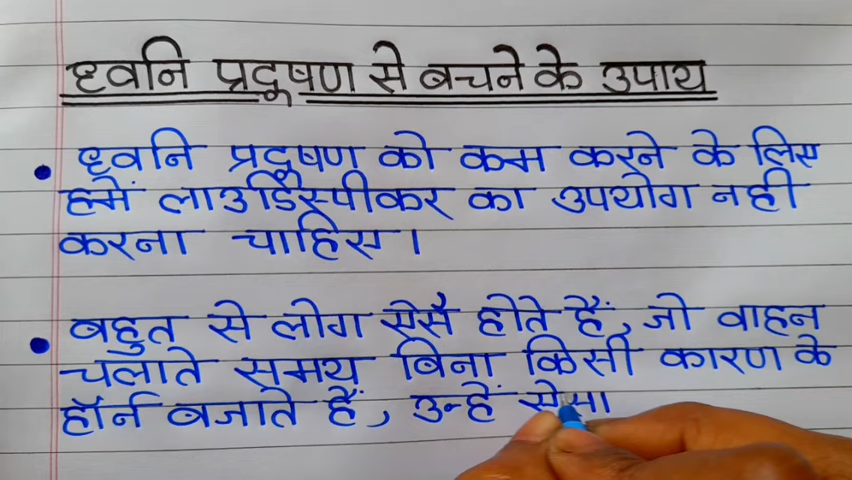 ध्वनि प्रदूषण से बचने के उपाय
• ध्वनि प्रदूषण को कम करने के लिए
हमें लाउडिस्पीकर का उपयोग नही
करना चाहिए।
• बहुत से लोग ऐसे होते हैं, जो वाहन
चलाते समय बिना किसी कारण के
हॉर्न बजाते हैं, उन्हें ऐसा